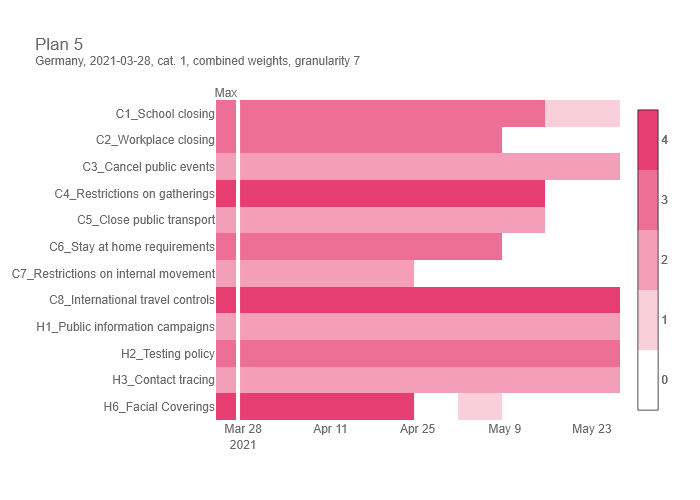 Plan 5
Germany, 2021-03-28, cat. 1, combined weights, granularity 7
Max
C1_School closing
C2_Workplace closing
C3_Cancel public events
C4_Restrictions on gatherings
C5_Close public transport
C6_Stay at home requirements
C7_Restrictions on internal movement
C8_International travel controls
H1_Public information campaigns
H2_Testing policy
H3_Contact tracing
H6_Facial Coverings
Mar 28 Apr 11 Apr 25 May 9 May 23
2021
4
3
2
1
0